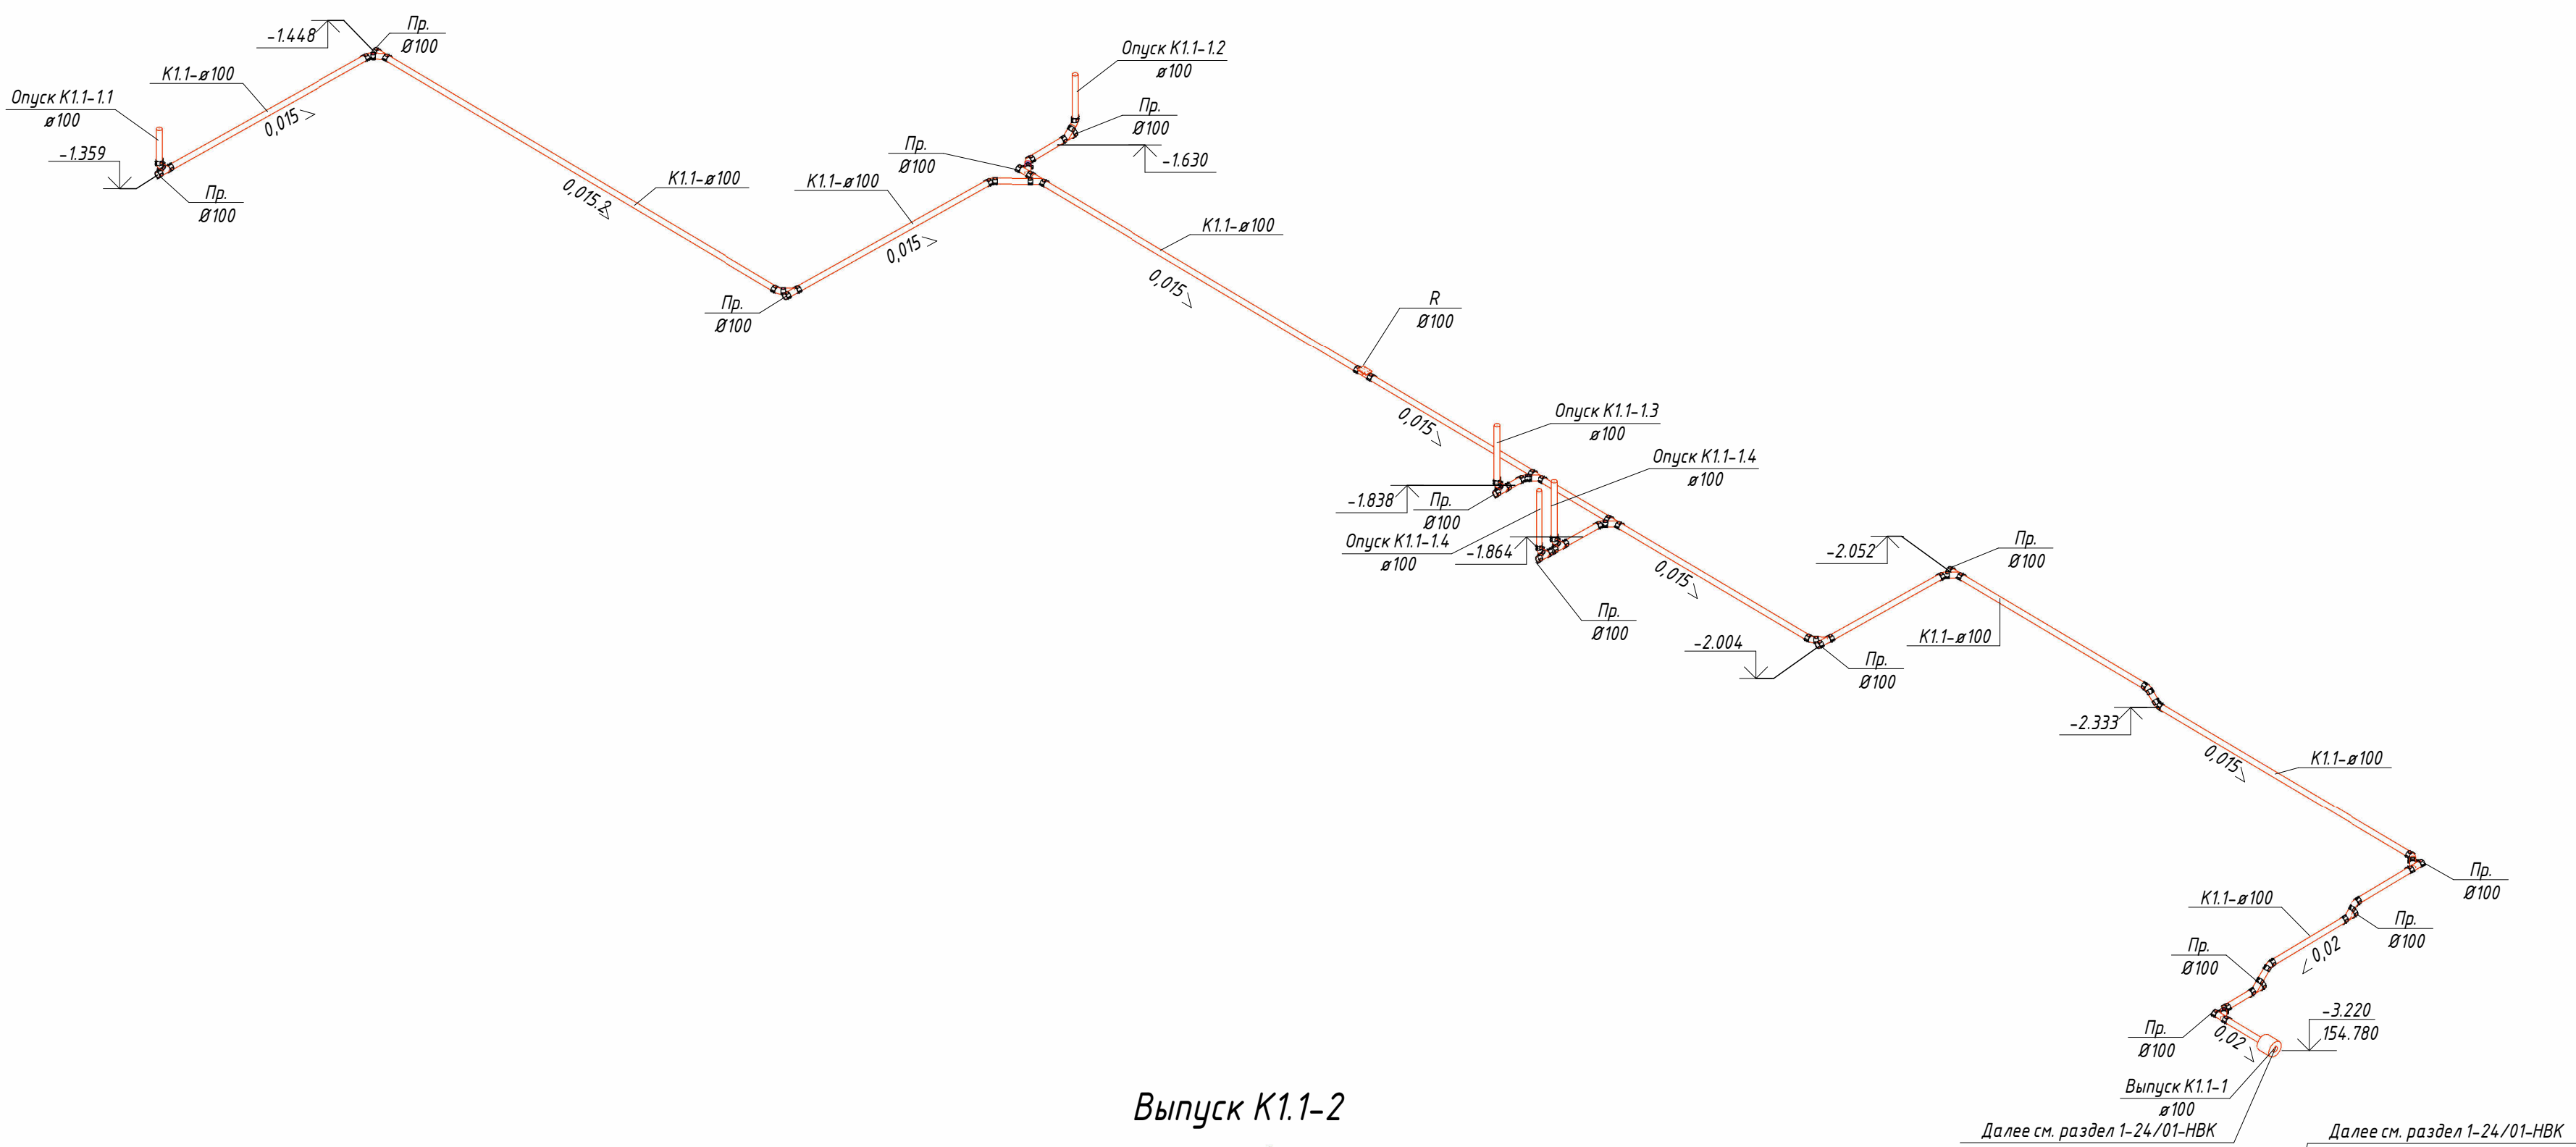 -1.448
Пр.
Ø100
К1.1-ø100
0,015
Опуск К1.1-1.1
ø100
-1.359
Пр.
Ø100
0,015.2
К1.1-ø100
Пр.
Ø100
К1.1-ø100
0,015
Опуск К1.1-1.2
ø100
Пр.
Ø100
Пр.
Ø100
-1.630
К1.1-ø100
0,015
R
Ø100
0,015
Опуск К1.1-1.3
ø100
Опуск К1.1-1.4
ø100
-1.838
Пр.
Ø100
Опуск К1.1-1.4
ø100
-1.864
Пр.
Ø100
0,015
-2.052
Пр.
Ø100
К1.1-ø100
-2.004
Пр.
Ø100
-2.333
0,015
К1.1-ø100
Пр.
Ø100
К1.1-ø100
Пр.
Ø100
0,02
Пр.
Ø100
Пр.
Ø100
0,02
-3.220
154.780
Выпуск К1.1-1
ø100
Далее см. раздел 1-24/01-НВК
Далее см. раздел 1-24/01-НВК
Выпуск К1.1-2